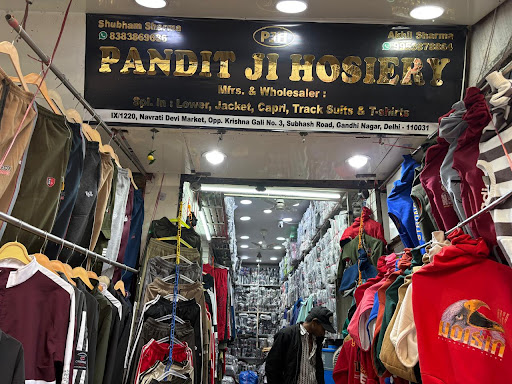 Shubham Sharma
8383969686
PJH
Akhil Sharma
PANDIT JI HOSIERY
Mfrs. & Wholesaler :
Spl. in : Lower, Jacket, Capri, Track Suits & T-shirts
IX/1220, Navrati Devi Market, Opp. Krishna Gali No. 3, Subhash Road, Gandhi Nagar, Delhi - 110031